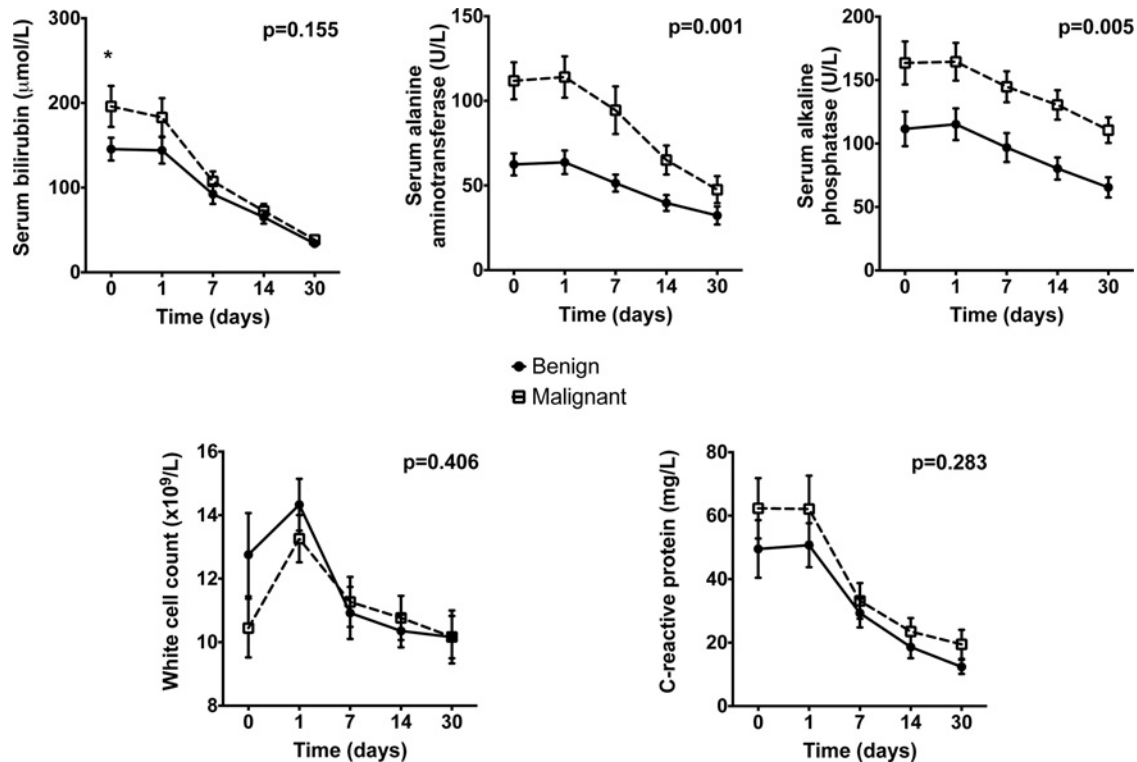 300
200
100
0
Serum bilirubin (μmol/L)
*
p=0.155
0 1 7 14 30
Time (days)
150
100
50
0
Serum alanine
aminotransferase (U/L)
p=0.001
0 1 7 14 30
Time (days)
200
150
100
50
0
Serum alkaline
phosphatase (U/L)
p=0.005
0 1 7 14 30
Time (days)
Benign
Malignant
16
14
12
10
8
White cell count (x10⁹/L)
p=0.406
0 1 7 14 30
Time (days)
80
60
40
20
0
C-reactive protein (mg/L)
p=0.283
0 1 7 14 30
Time (days)